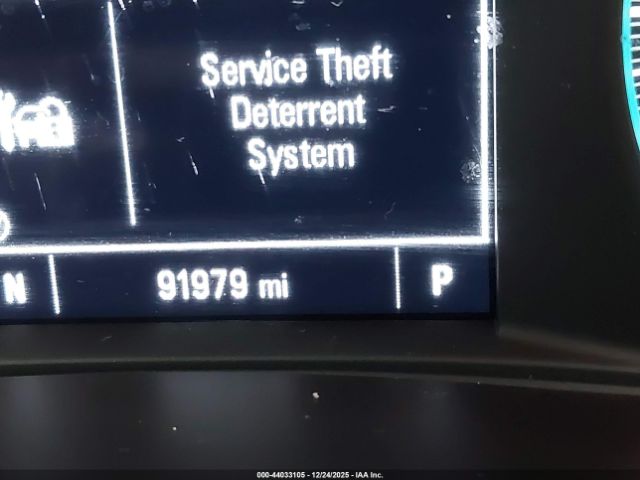 Service Theft
Deterrent
System
N
91979 mi
P
000-44033105 - 12/24/2025 - IAA Inc.